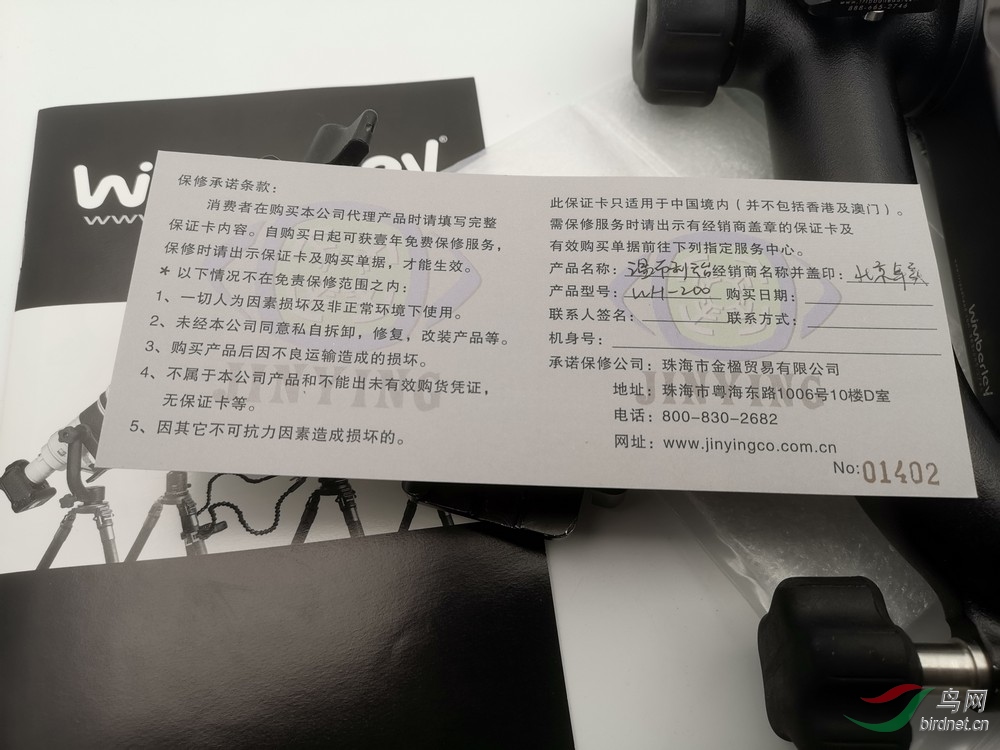 保修承诺条款：
消费者在购买本公司代理产品时请填写完整
保证卡内容。自购买日起可获壹年免费保修服务，
保修时请出示保证卡及购买单据，才能生效。
* 以下情况不在免责保修范围之内：
1、一切人为因素损坏及非正常环境下使用。
2、未经本公司同意私自拆卸，修复，改装产品等。
3、购买产品后因不良运输造成的损坏。
4、不属于本公司产品和不能出未有效购货凭证，
无保证卡等。
5、因其它不可抗力因素造成损坏的。
JINYING
此保证卡只适用于中国境内（并不包括香港及澳门）。
需保修服务时请出示有经销商盖章的保证卡及
有效购买单据前往下列指定服务中心。
产品名称：温布利验经销商名称并盖印：北京卓 
产品型号：WH-200 购买日期：
联系人签名： 联系方式：
机身号：
承诺保修公司：珠海市金楹贸易有限公司
地址：珠海市粤海东路1006号10楼D室
电话：800-830-2682
网址：www.jinyingco.com.cn
No:01402
JINYING
Wimberley
鸟网
birdnet.cn